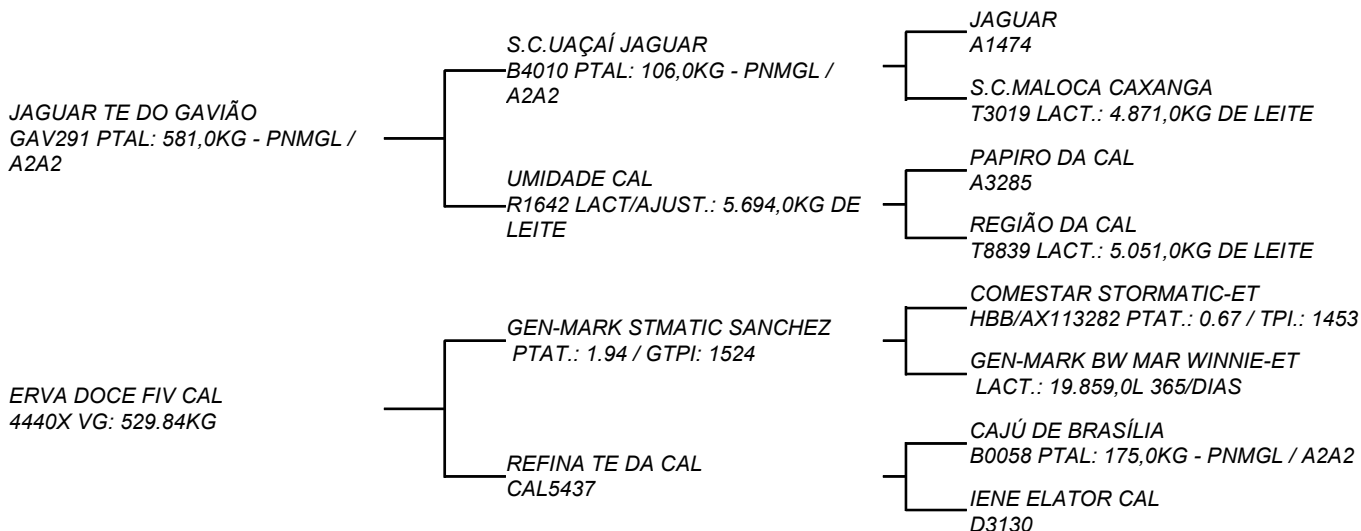 JAGUAR TE DO GAVIÃO
GAV291 PTAL: 581,0KG - PNMGL /
A2A2
S.C.UAÇAÍ JAGUAR
B4010 PTAL: 106,0KG - PNMGL /
A2A2
JAGUAR
A1474
S.C.MALOCA CAXANGA
T3019 LACT.: 4.871,0KG DE LEITE
UMIDADE CAL
R1642 LACT/AJUST.: 5.694,0KG DE
LEITE
PAPIRO DA CAL
A3285
REGIÃO DA CAL
T8839 LACT.: 5.051,0KG DE LEITE
ERVA DOCE FIV CAL
4440X VG: 529.84KG
GEN-MARK STMATIC SANCHEZ
PTAT.: 1.94 / GTPI: 1524
COMESTAR STORMATIC-ET
HBB/AX113282 PTAT.: 0.67 / TPI.: 1453
GEN-MARK BW MAR WINNIE-ET
LACT.: 19.859,0L 365/DIAS
REFINA TE DA CAL
CAL5437
CAJÚ DE BRASÍLIA
B0058 PTAL: 175,0KG - PNMGL / A2A2
IENE ELATOR CAL
D3130